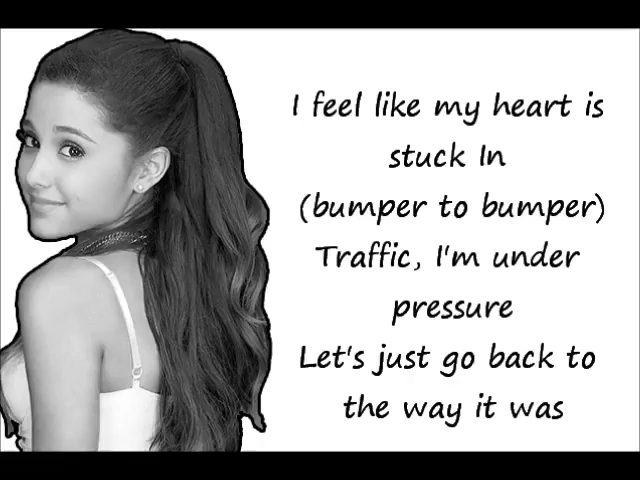 I feel like my heart is
stuck In
(bumper to bumper)
Traffic, I'm under
pressure
Let's just go back to
the way it was